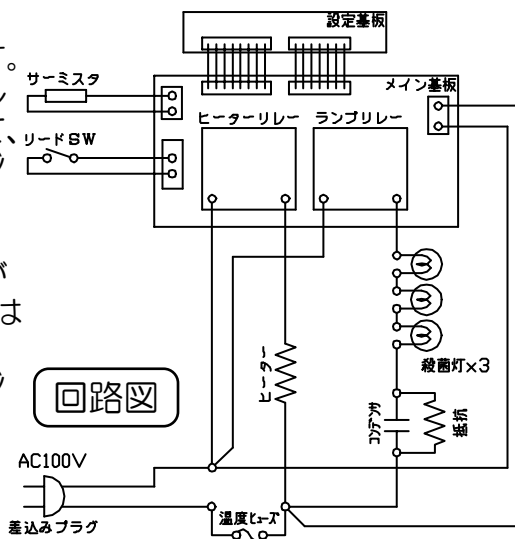 設定基板
サーミスタ
メイン基板
ヒーターリレー
ランプリレー
リードSW
は
殺菌灯×3
ヒーター
コンデンサ
抵抗
回路図
AC100V
温度ヒューズ
差込みプラグ